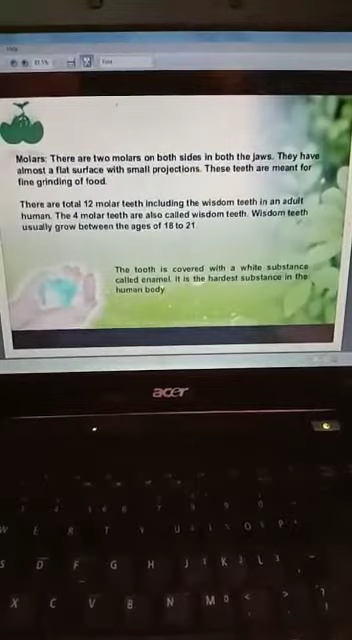 Help
81.5%
Find
Molars: There are two molars on both sides in both the jaws. They have
almost a flat surface with small projections. These teeth are meant for
fine grinding of food.
There are total 12 molar teeth including the wisdom teeth in an adult
human. The 4 molar teeth are also called wisdom teeth. Wisdom teeth
usually grow between the ages of 18 to 21.
The tooth is covered with a white substance
called enamel. It is the hardest substance in the
human body.
acer
W E R T Y U I O P
S D F G H J K L
X C V B N M